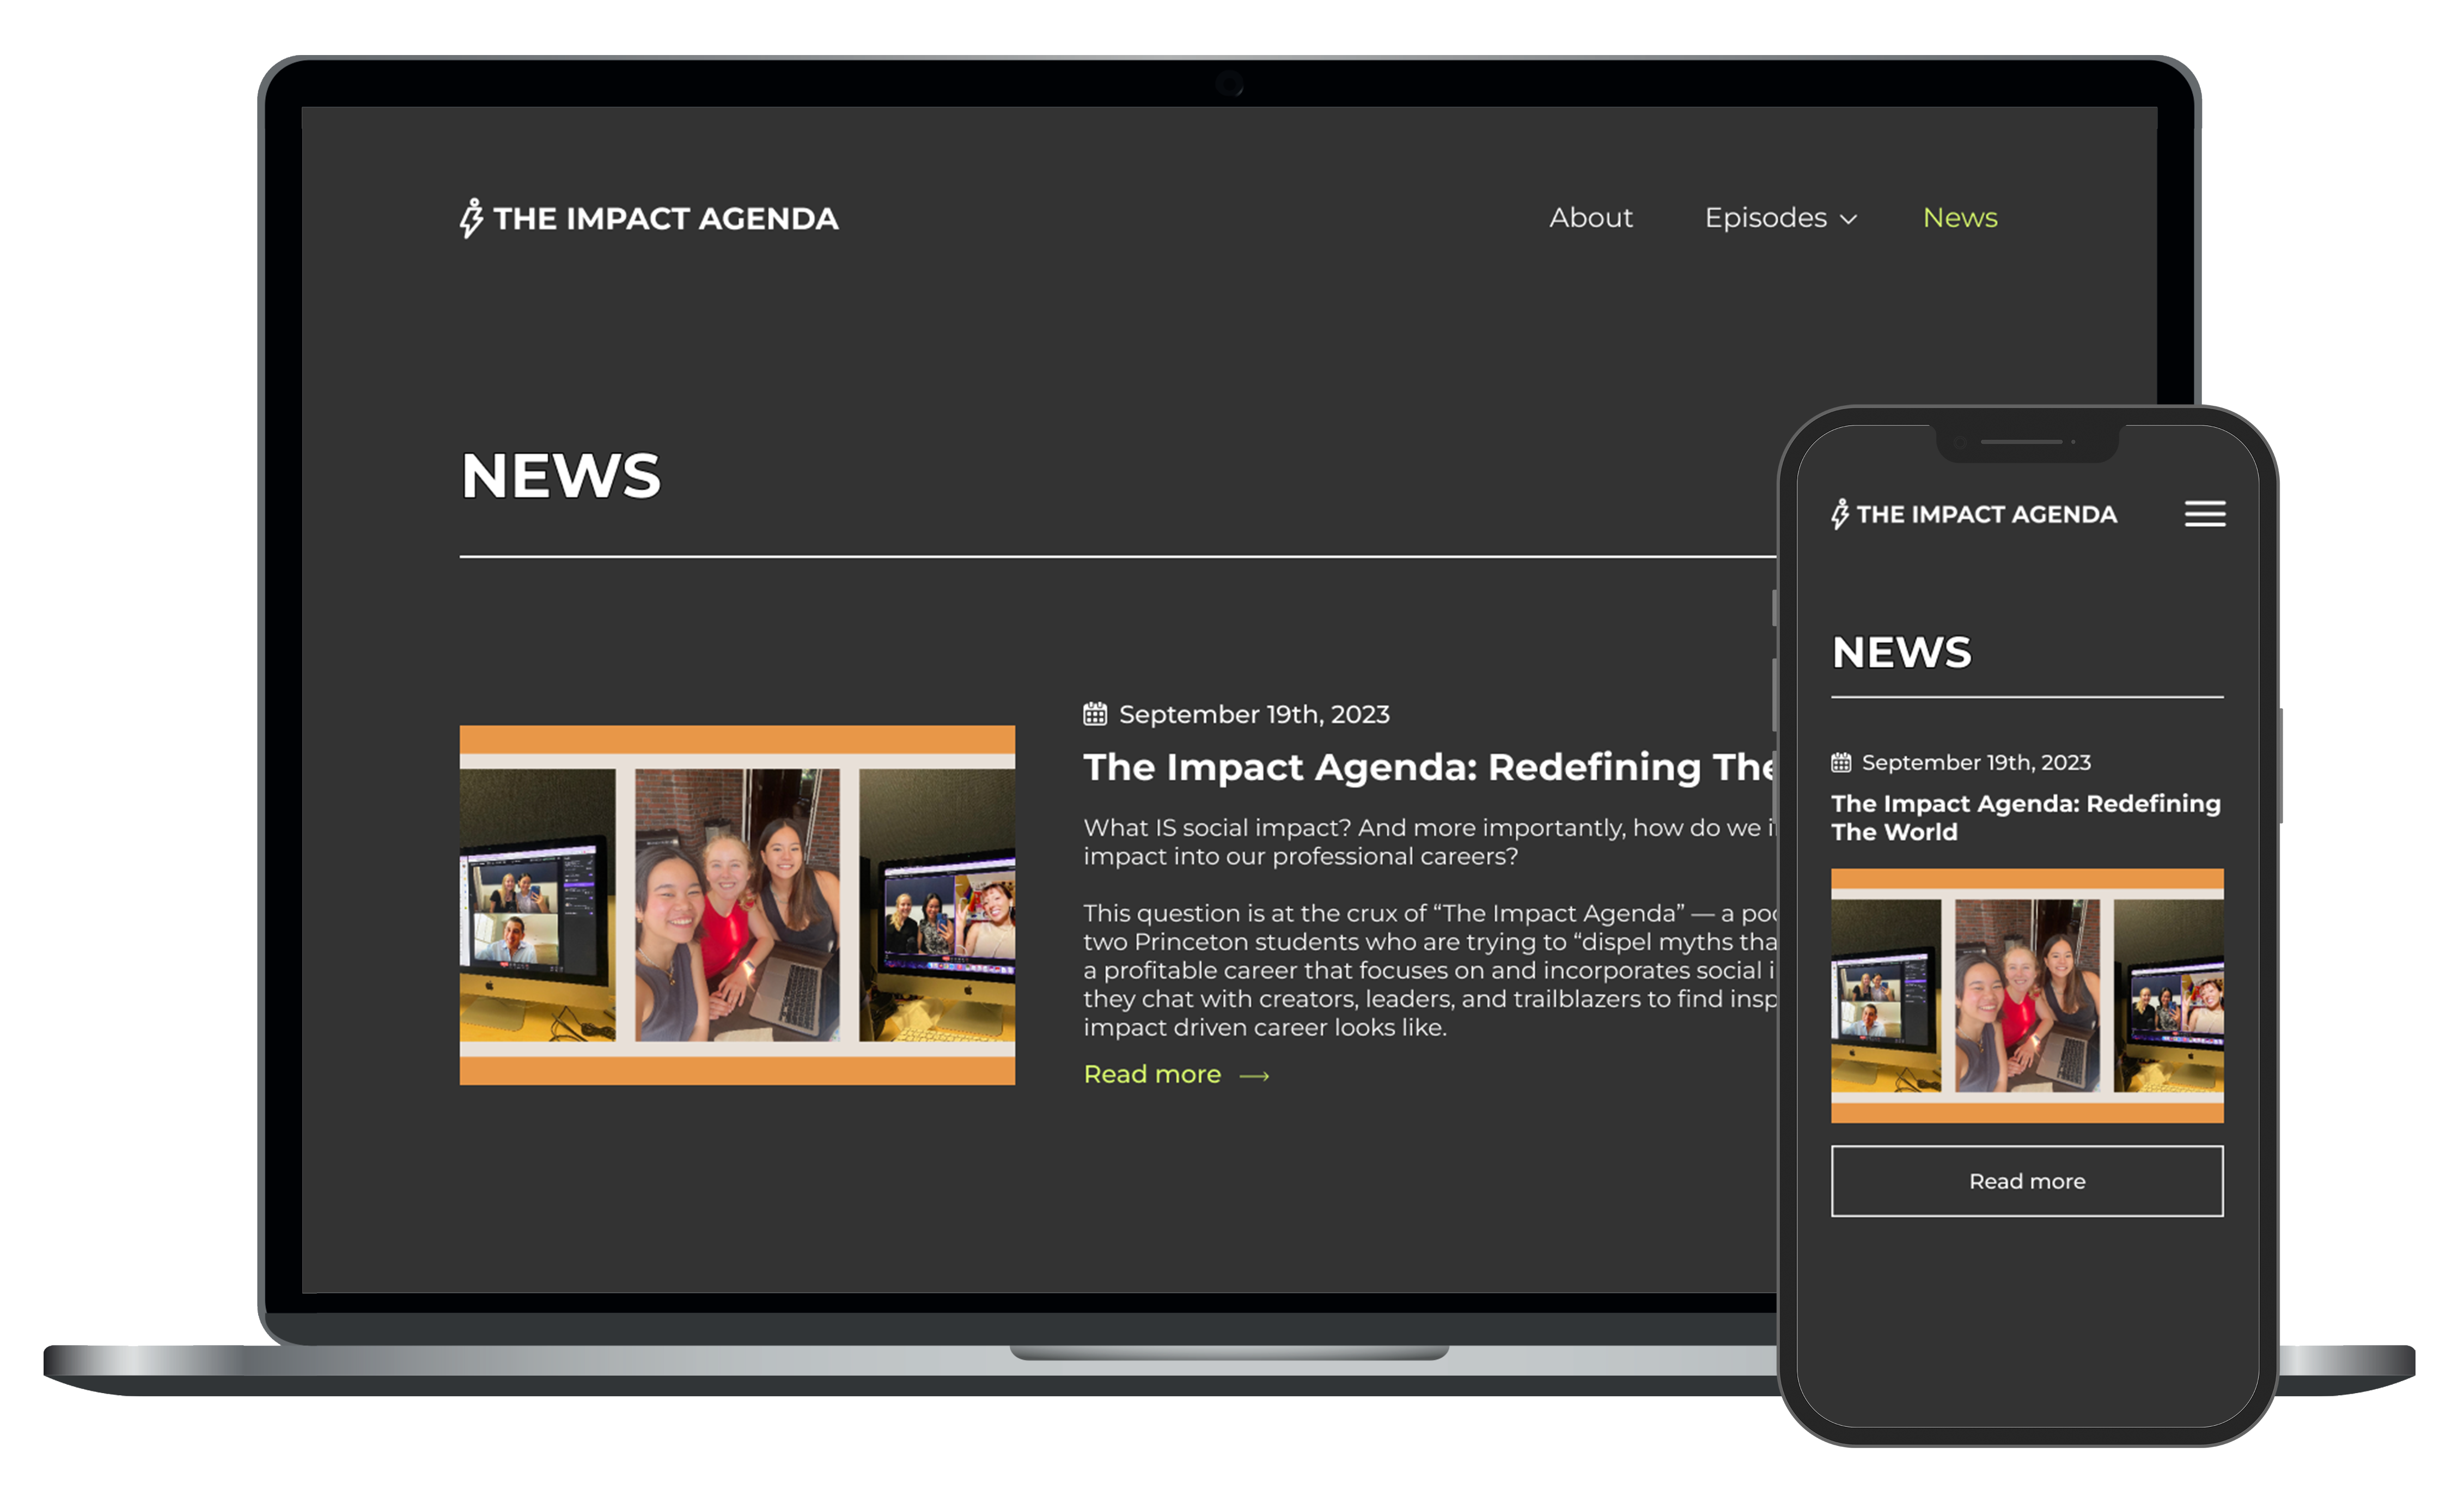 THE IMPACT AGENDA
About Episodes News
NEWS
September 19th, 2023
The Impact Agenda: Redefining The
What IS social impact? And more importantly, how do we
impact into our professional careers?
This question is at the crux of “The Impact Agenda” — a
two Princeton students who are trying to “dispel myths
a profitable career that focuses on and incorporates social
they chat with creators, leaders, and trailblazers to find
impact driven career looks like.
Read more
THE IMPACT AGENDA
NEWS
September 19th, 2023
The Impact Agenda: Redefining
The World
Read more